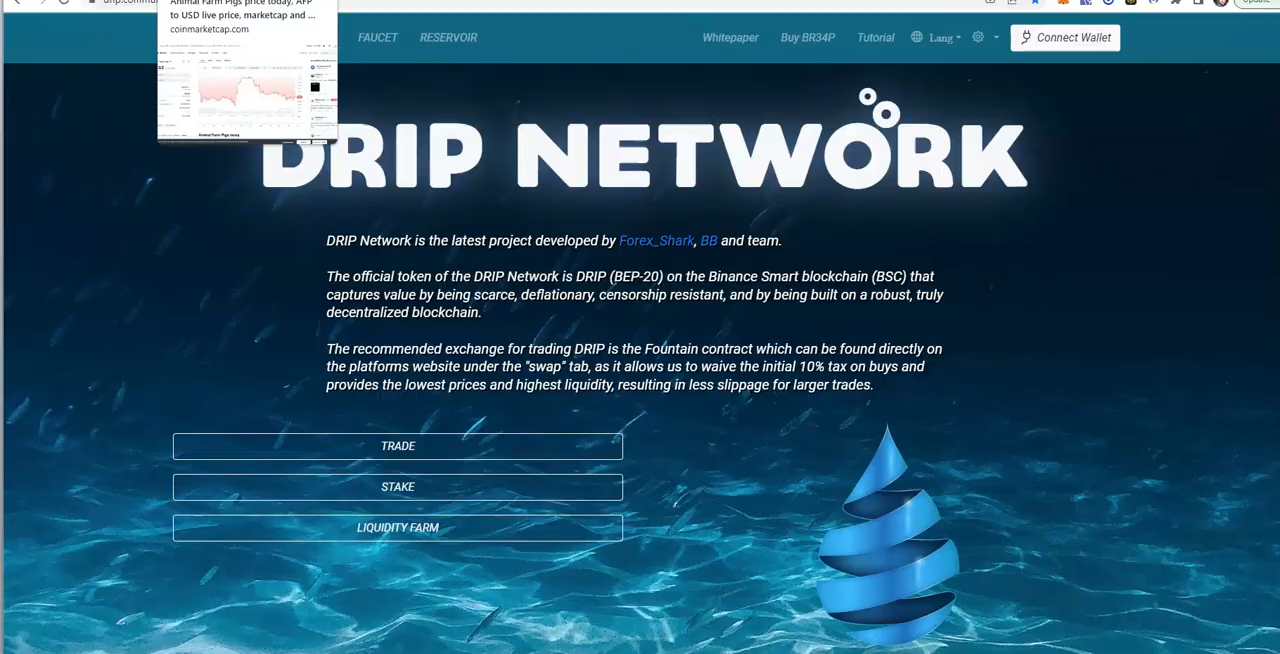 Animal Farm Pigs price today, AFP
to USD live price, marketcap and ...
coinmarketcap.com
FAUCET
RESERVOIR
Whitepaper
Buy BR34P
Tutorial
Lang
Connect Wallet
DRIP NETWORK
DRIP Network is the latest project developed by Forex_Shark, BB and team.
The official token of the DRIP Network is DRIP (BEP-20) on the Binance Smart blockchain (BSC) that
captures value by being scarce, deflationary, censorship resistant, and by being built on a robust, truly
decentralized blockchain.
The recommended exchange for trading DRIP is the Fountain contract which can be found directly on
the platforms website under the "swap" tab, as it allows us to waive the initial 10% tax on buys and
provides the lowest prices and highest liquidity, resulting in less slippage for larger trades.
TRADE
STAKE
LIQUIDITY FARM